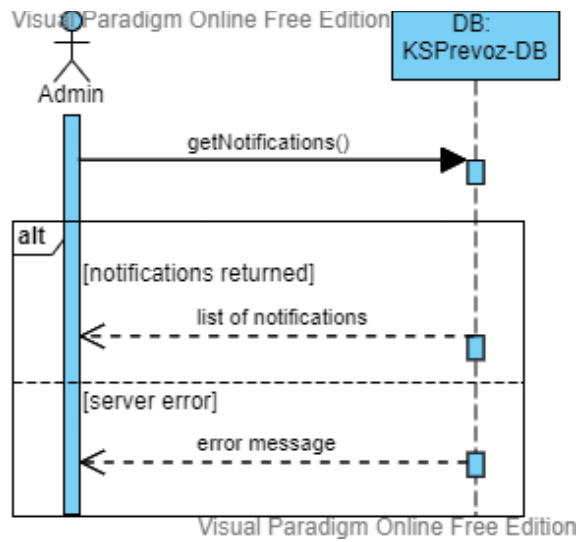 Visual Paradigm Online Free Edition
DB:
KSPrevoz-DB
Admin
getNotifications()
alt
[notifications returned]
list of notifications
[server error]
error message
Visual Paradigm Online Free Edition